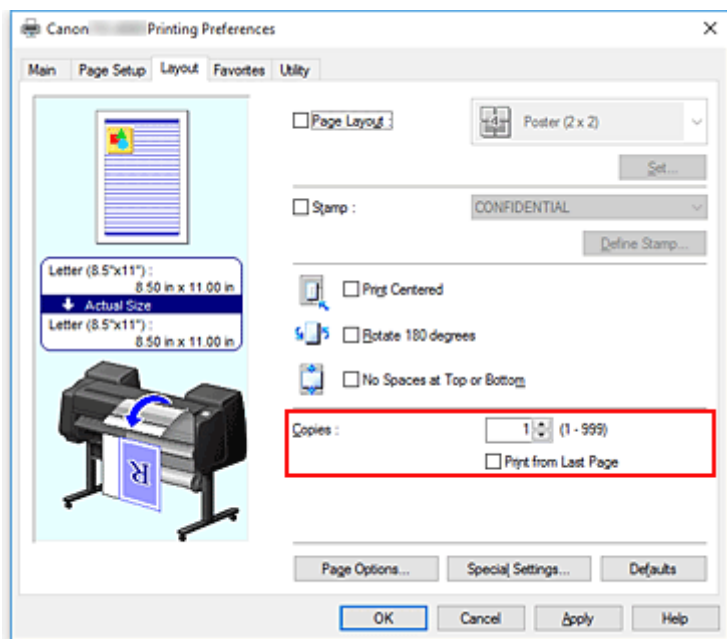 Canon Printing Preferences
Main Page Setup Layout Favorites Utility
Page Layout : Poster (2 x 2)
Set...
Stamp : CONFIDENTIAL
Define Stamp...
Letter (8.5"x11") :
8.50 in x 11.00 in
Actual Size
Letter (8.5"x11") :
8.50 in x 11.00 in
Print Centered
Rotate 180 degrees
No Spaces at Top or Bottom
Copies : 1 (1 - 999)
Print from Last Page
R
Page Options... Special Settings... Defaults
OK Cancel Apply Help